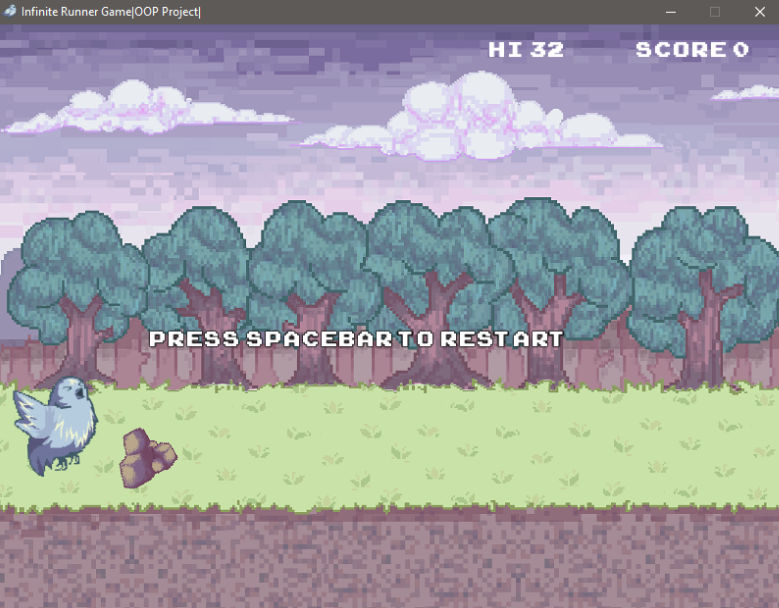 Infinite Runner Game|OOP Project|
HI 32 SCORE 0
PRESS SPACEBAR TO RESTART